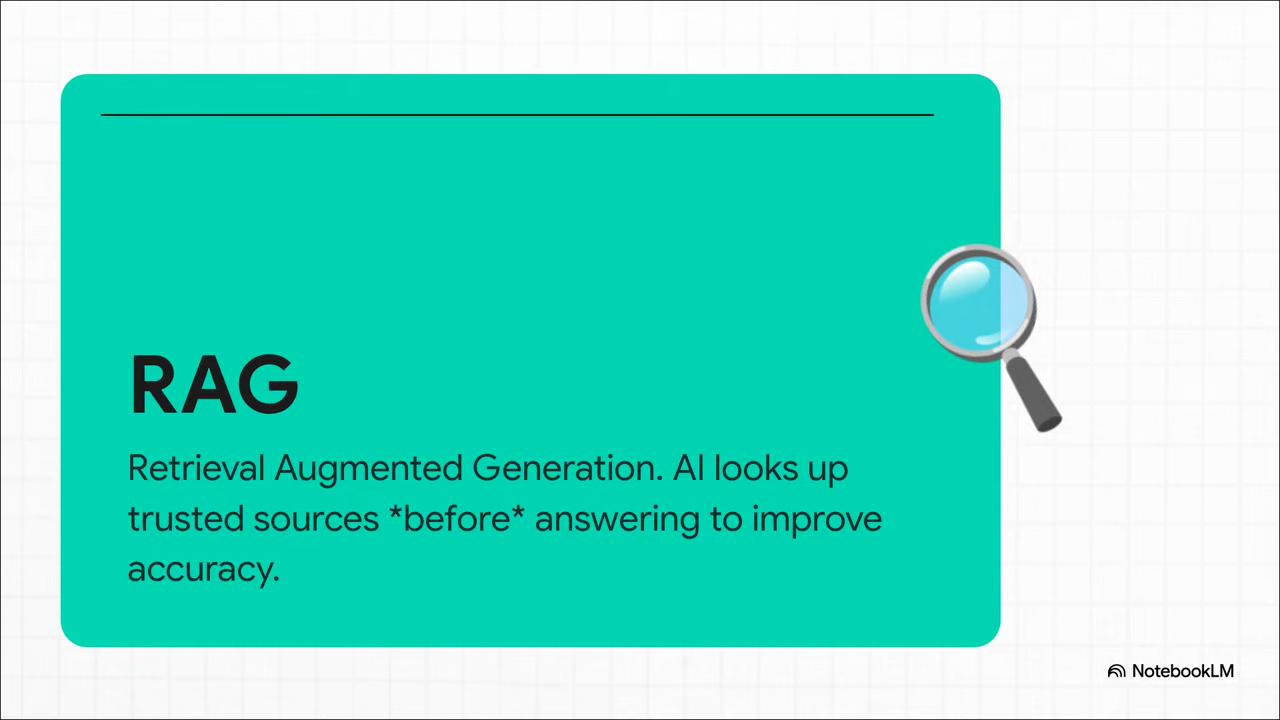 RAG
Retrieval Augmented Generation. AI looks up
trusted sources *before* answering to improve
accuracy.
NotebookLM